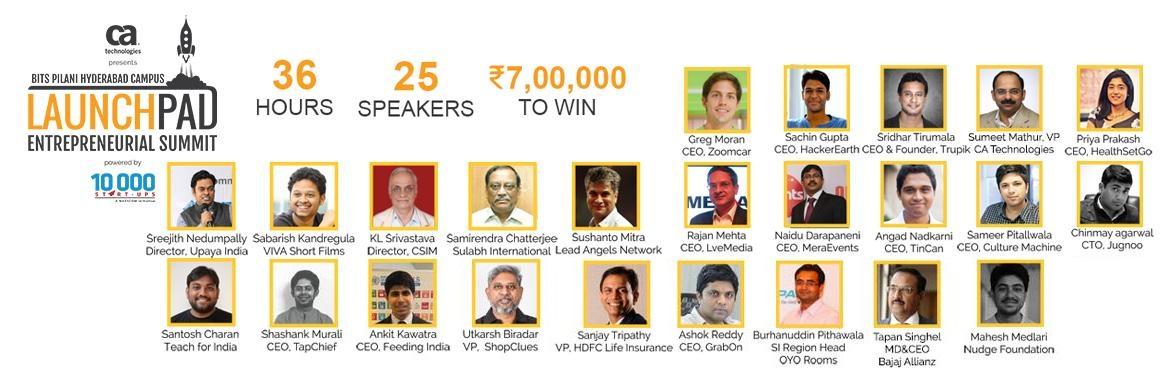 ca
technologies
presents
BITS PILANI HYDERABAD CAMPUS
LAUNCHPAD
ENTREPRENEURIAL SUMMIT
powered by
10 000
START-UPS
A NASSCOM INITIATIVE
36
HOURS
25
SPEAKERS
₹7,00,000
TO WIN
Greg Moran
CEO, Zoomcar
Sachin Gupta
CEO, HackerEarth
Sridhar Tirumala
CEO & Founder, Trupik
Sumeet Mathur, VP
CA Technologies
Priya Prakash
CEO, HealthSetGo
Sreejith Nedumpally
Director, Upaya India
Sabarish Kandregula
VIVA Short Films
KL Srivastava
Director, CSIM
Samirendra Chatterjee
Sulabh International
Sushanto Mitra
Lead Angels Network
Rajan Mehta
CEO, LveMedia
Naidu Darapaneni
CEO, MeraEvents
Angad Nadkarni
CEO, TinCan
Sameer Pitallwala
CEO, Culture Machine
Chinmay agarwal
CTO, Jugnoo
Santosh Charan
Teach for India
Shashank Murali
CEO, TapChief
Ankit Kawatra
CEO, Feeding India
Utkarsh Biradar
VP, ShopClues
Sanjay Tripathy
VP, HDFC Life Insurance
Ashok Reddy
CEO, GrabOn
Burhanuddin Pithawala
SI Region Head
OYO Rooms
Tapan Singhel
MD&CEO
Bajaj Allianz
Mahesh Medlari
Nudge Foundation